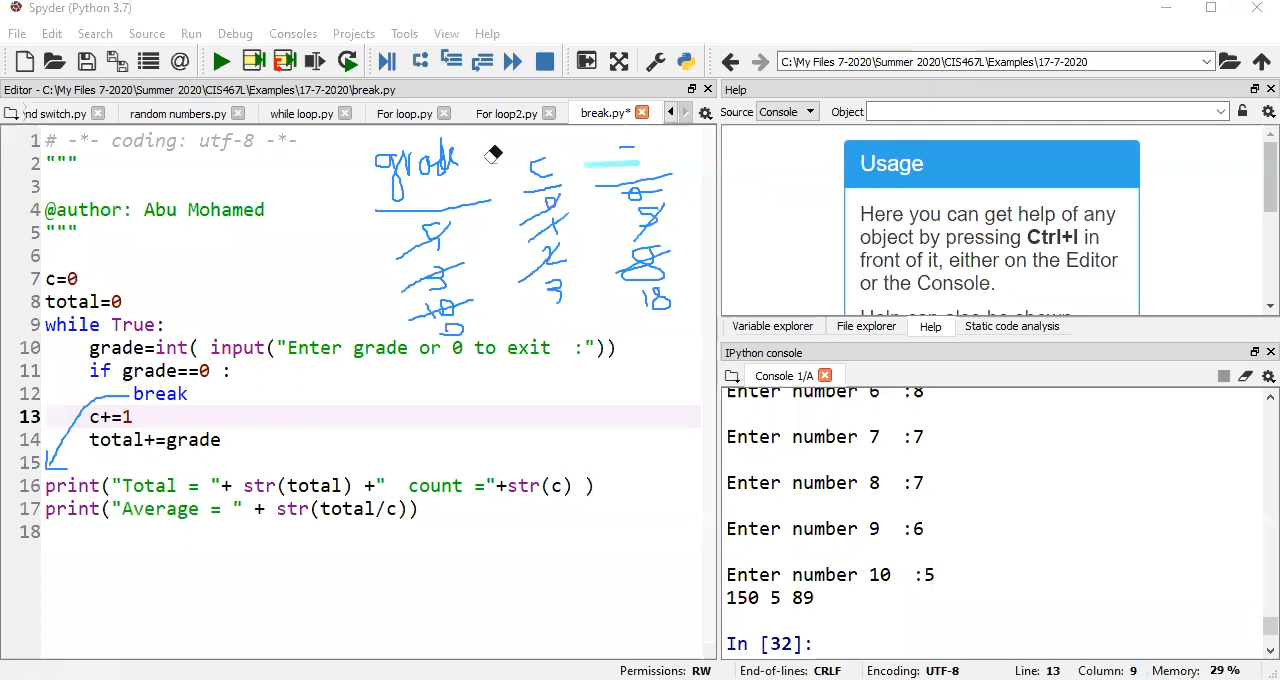 Spyder (Python 3.7)
File Edit Search Source Run Debug Consoles Projects Tools View Help
C:\My Files 7-2020\Summer 2020\CIS467L\Examples\17-7-2020
Editor - C:\My Files 7-2020\Summer 2020\CIS467L\Examples\17-7-2020\break.py
nd switch.py random numbers.py while loop.py For loop.py For loop2.py break.py*
1 # -*- coding: utf-8 -*-
2 """
3
4 @author: Abu Mohamed
5 """
6
7 c=0
8 total=0
9 while True:
10 grade=int( input("Enter grade or 0 to exit  :"))
11 if grade==0 :
12 break
13 c+=1
14 total+=grade
15
16 print("Total = "+ str(total) +"  count ="+str(c) )
17 print("Average = " + str(total/c))
18
grade c
3 2
10 3 18
0
Help
Source Console Object
Usage
Here you can get help of any
object by pressing Ctrl+I in
front of it, either on the Editor
or the Console.
Help can also be shown
Variable explorer File explorer Help Static code analysis
IPython console
Console 1/A
Enter number 6  :8
Enter number 7  :7
Enter number 8  :7
Enter number 9  :6
Enter number 10  :5
150 5 89
In [32]:
Permissions: RW End-of-lines: CRLF Encoding: UTF-8 Line: 13 Column: 9 Memory: 29 %